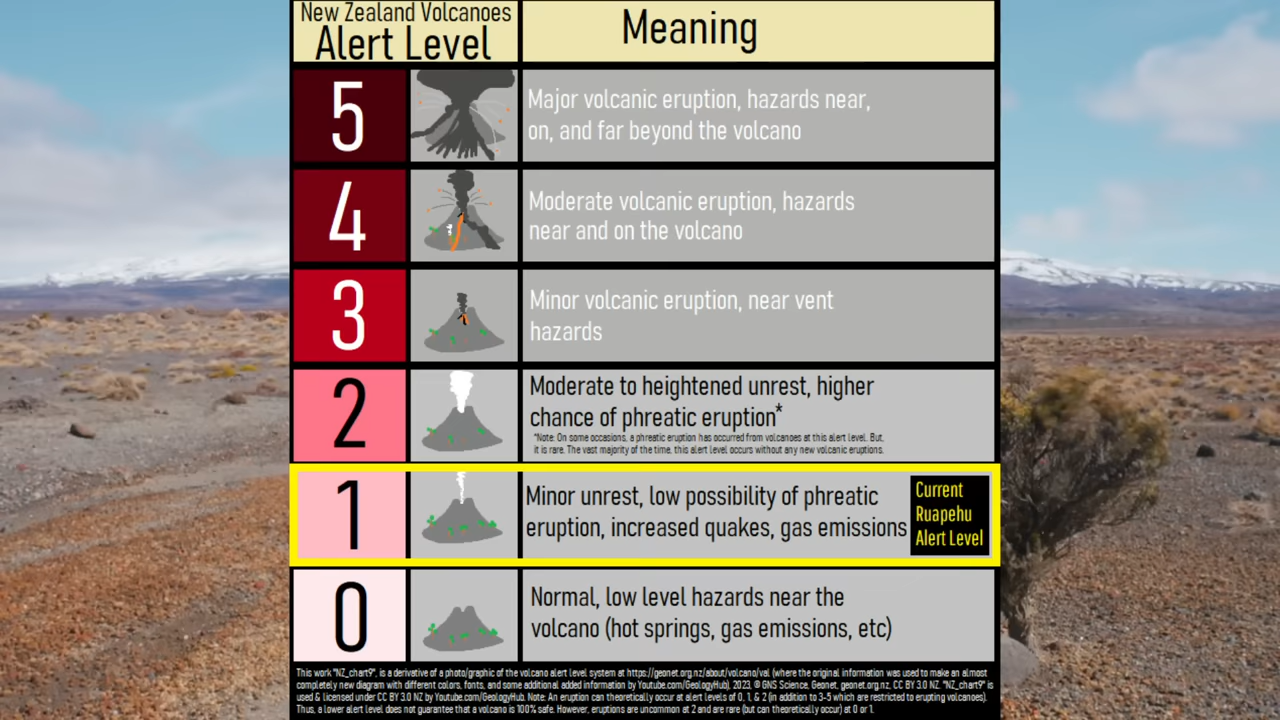 New Zealand Volcanoes
Alert Level
Meaning
5
Major volcanic eruption, hazards near,
on, and far beyond the volcano
4
Moderate volcanic eruption, hazards
near and on the volcano
3
Minor volcanic eruption, near vent
hazards
2
Moderate to heightened unrest, higher
chance of phreatic eruption*
*Note: On some occasions, a phreatic eruption has occurred from volcanoes at this alert level. But,
it is rare. The vast majority of the time, this alert level occurs without any new volcanic eruptions.
1
Minor unrest, low possibility of phreatic
eruption, increased quakes, gas emissions
Current
Ruapehu
Alert Level
0
Normal, low level hazards near the
volcano (hot springs, gas emissions, etc)
This work "NZ_chart9", is a derivative of a photo/graphic of the volcano alert level system at https://geonet.org.nz/about/volcano/val (where the original information was used to make an almost
completely new diagram with different colors, fonts, and some additional added information by Youtube.com/GeologyHub), 2023, © GNS Science, Geonet, geonet.org.nz, CC BY 3.0 NZ. "NZ_chart9" is
used & licensed under CC BY 3.0 NZ by Youtube.com/GeologyHub, Note: An eruption can theoretically occur at alert levels of 0, 1, & 2 (in addition to 3-5 which are restricted to erupting volcanoes).
Thus, a lower alert level does not guarantee that a volcano is 100% safe. However, eruptions are uncommon at 2 and are rare (but can theoretically occur) at 0 or 1.